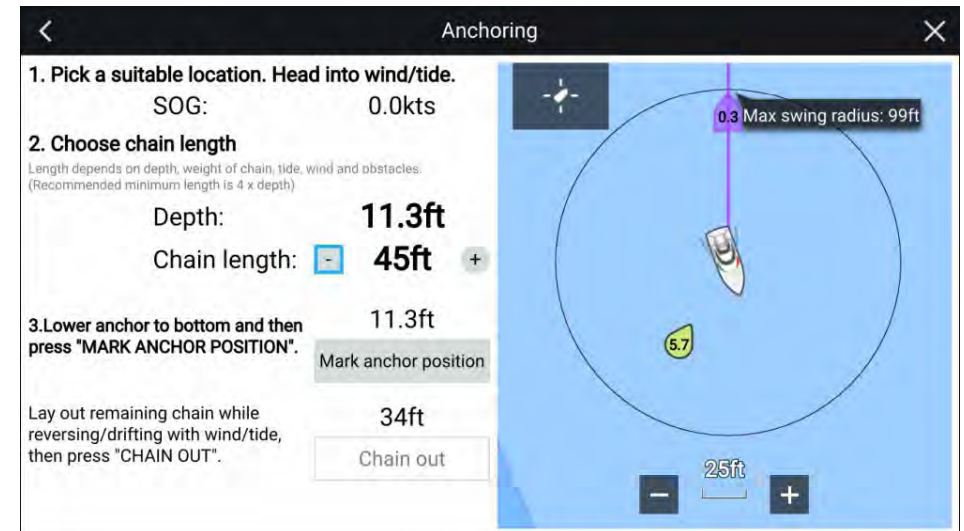 Anchoring
1. Pick a suitable location. Head into wind/tide.
SOG: 0.0kts
2. Choose chain length
Length depends on depth, weight of chain, tide, wind and obstacles.
(Recommended minimum length is 4 x depth)
Depth: 11.3ft
Chain length: - 45ft +
3.Lower anchor to bottom and then
press "MARK ANCHOR POSITION".
11.3ft
Mark anchor position
Lay out remaining chain while
reversing/drifting with wind/tide,
then press "CHAIN OUT".
34ft
Chain out
0.3 Max swing radius: 99ft
5.7
25ft
- +